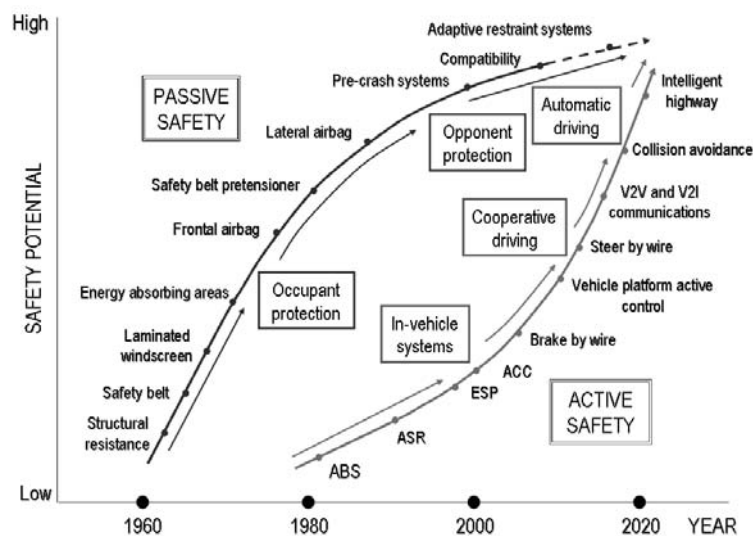 High
Adaptive restraint systems
Compatibility
Pre-crash systems
Intelligent
highway
PASSIVE
SAFETY
Automatic
driving
Lateral airbag
Opponent
protection
Collision avoidance
Safety belt pretensioner
V2V and V2I
communications
Cooperative
driving
Frontal airbag
Steer by wire
SAFETY POTENTIAL
Energy absorbing areas
Occupant
protection
Vehicle platform active
control
In-vehicle
systems
Laminated
windscreen
Brake by wire
ACC
Safety belt
ESP
ACTIVE
SAFETY
Structural
resistance
ASR
ABS
Low
1960
1980
2000
2020
YEAR